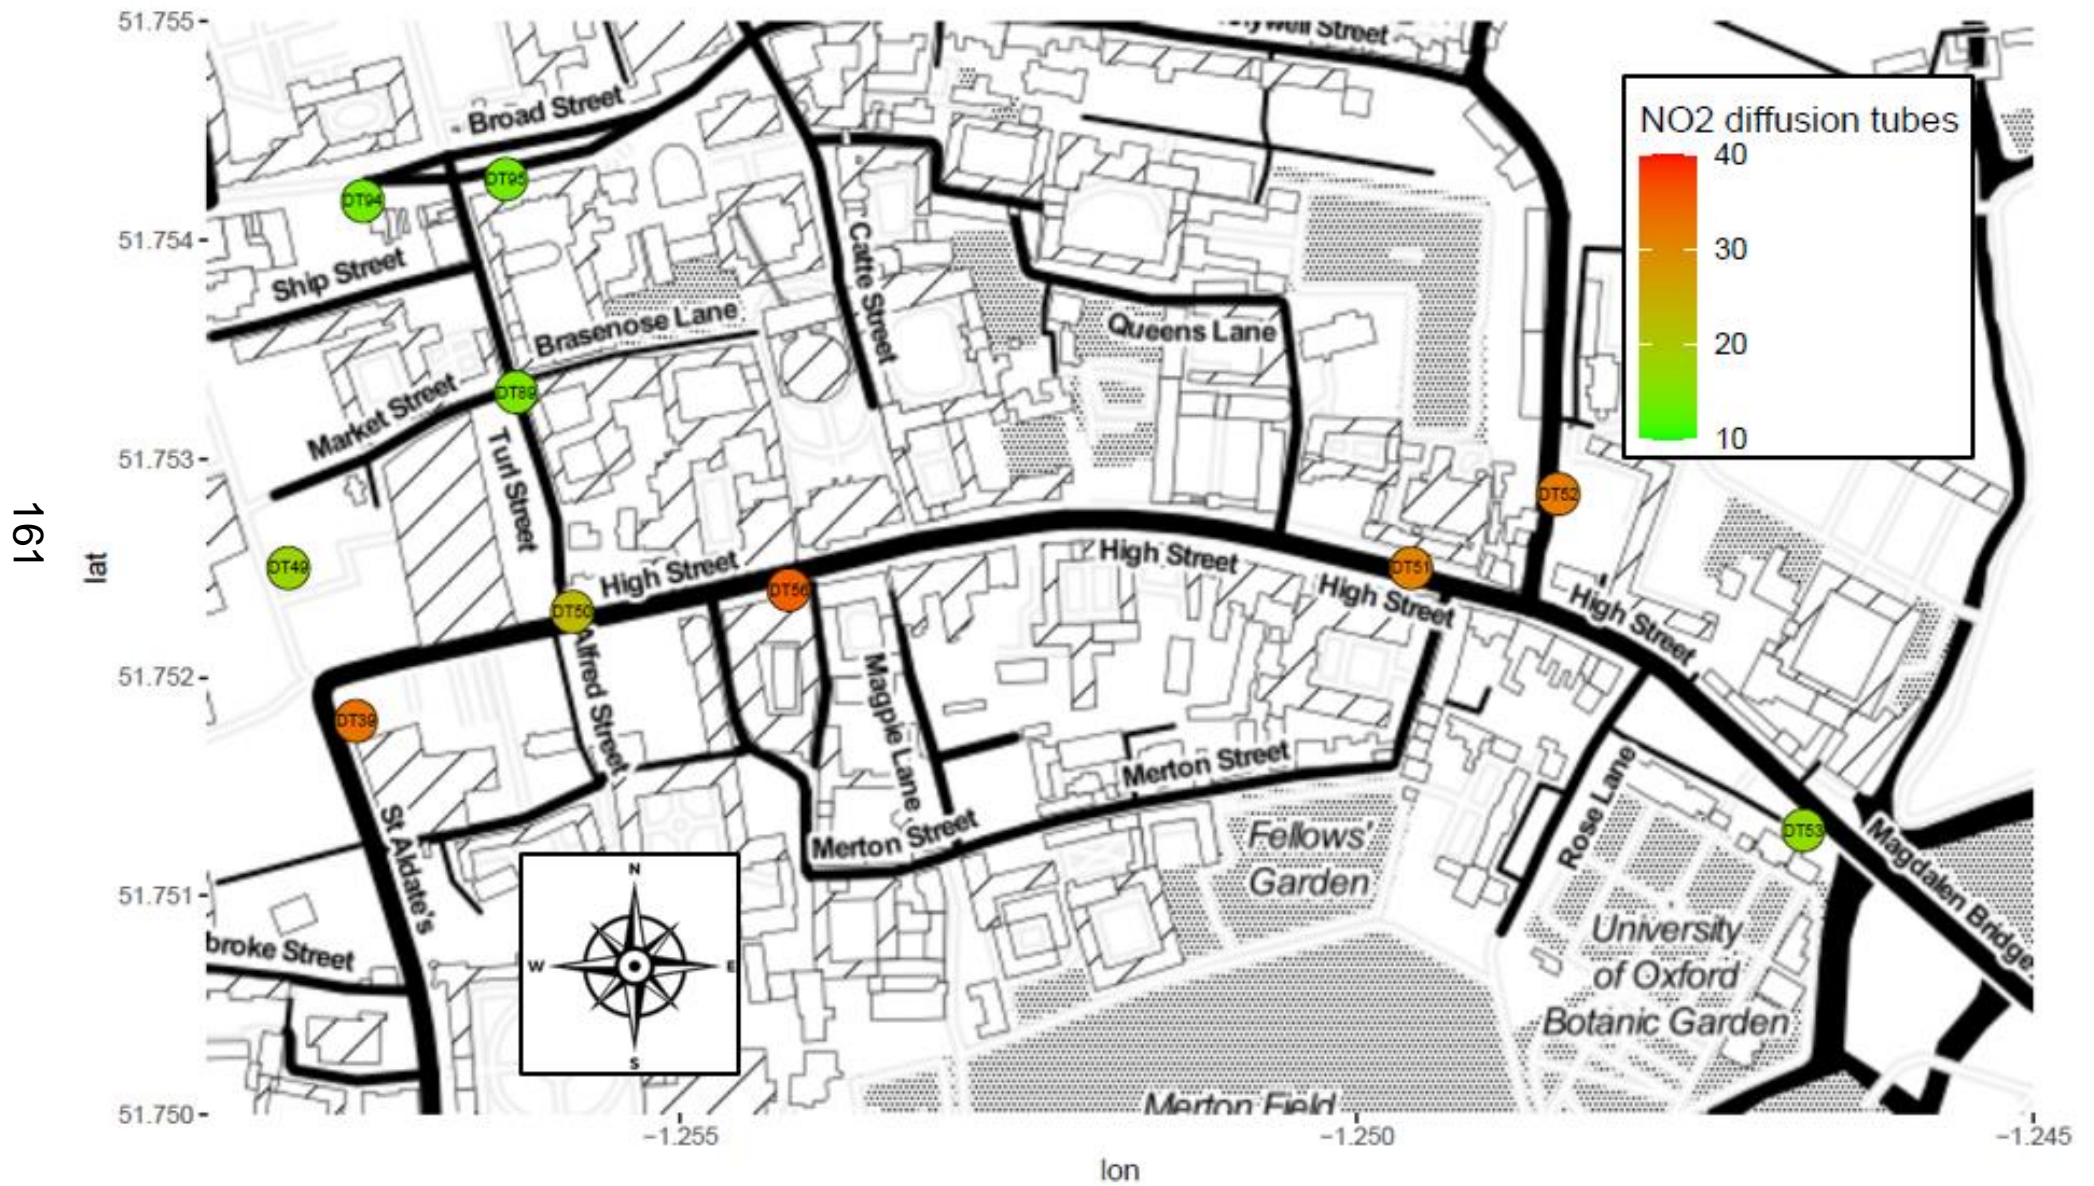 161
lat
51.755
51.754
51.753
51.752
51.751
51.750
−1.255
−1.250
−1.245
lon
NO2 diffusion tubes
40
30
20
10
Street
Broad Street
DT95
DT94
Ship Street
Catte Street
Brasenose Lane
Queens Lane
DT89
Market Street
Turl Street
DT52
DT49
High Street
High Street
DT51
DT56
High Street
High Street
DT50
Alfred Street
Magpie Lane
DT39
Merton Street
Rose Lane
St Aldate's
Merton Street
Fellows'
Garden
DT53
Magdalen Bridge
University
of Oxford
Botanic Garden
broke Street
N
W
E
S
Merton Field